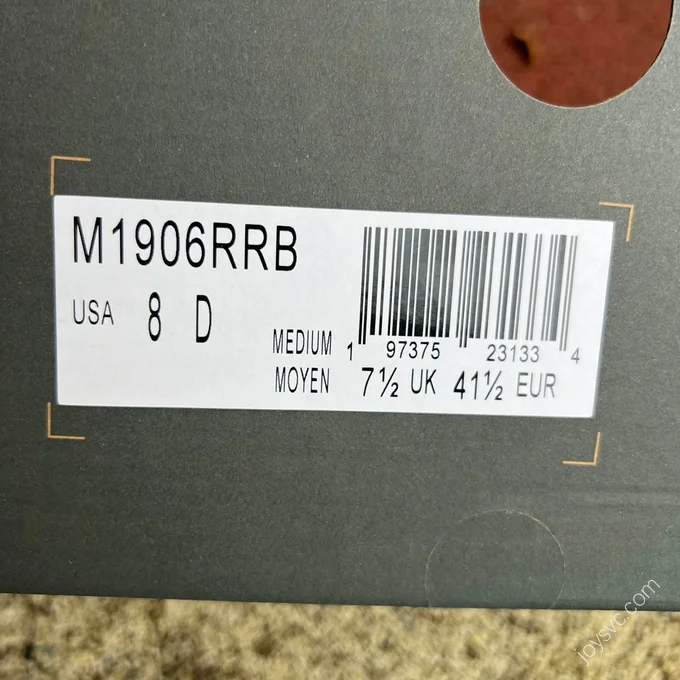 M1906RRB
USA 8 D
MEDIUM
MOYEN
1 97375 23133 4
7½ UK 41½ EUR
joysvc.com